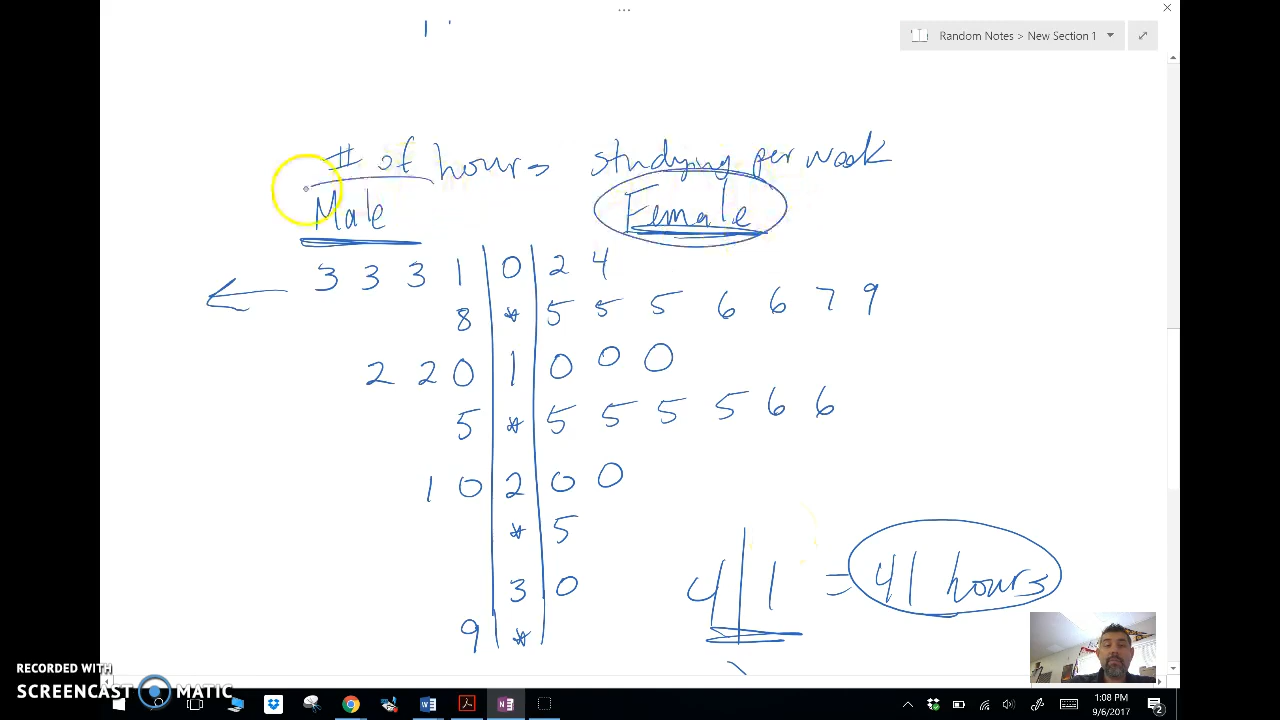 Random Notes > New Section 1
# of hours studying per week
Male Female
3 3 3 1 0 2 4
8 * 5 5 5 6 6 7 9
2 2 0 1 0 0 0
5 * 5 5 5 5 6 6
1 0 2 0 0
* 5
3 0
9 *
4 | 1 = 41 hours
RECORDED WITH
SCREENCAST MATIC
1:08 PM
9/6/2017
2